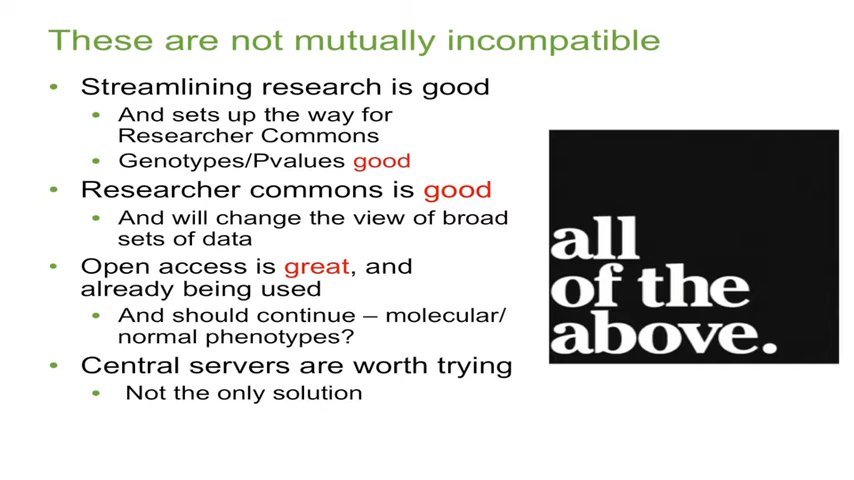 These are not mutually incompatible
• Streamlining research is good
• And sets up the way for
Researcher Commons
• Genotypes/Pvalues good
• Researcher commons is good
• And will change the view of broad
sets of data
• Open access is great, and
already being used
• And should continue – molecular/
normal phenotypes?
• Central servers are worth trying
• Not the only solution
all
of the
above.